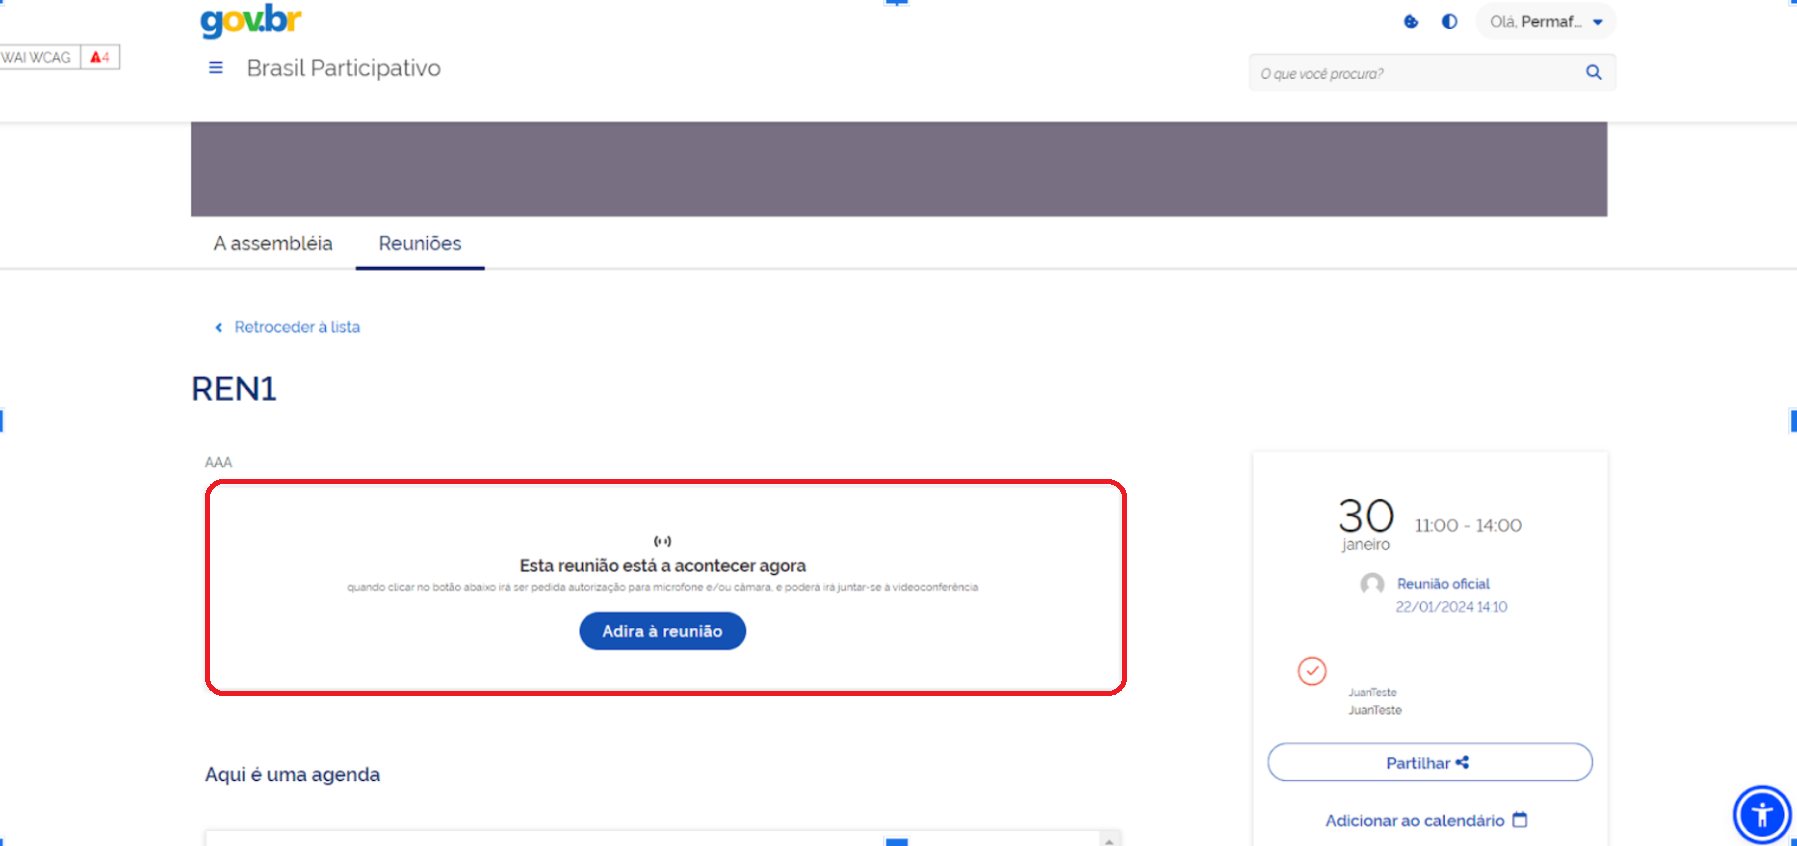 gov.br
Olá, Permaf...
WAI WCAG
4
Brasil Participativo
O que você procura?
A assembléia
Reuniões
Retroceder à lista
REN1
AAA
Esta reunião está a acontecer agora
quando clicar no botão abaixo irá ser pedida autorização para microfone e/ou câmara, e poderá irá juntar-se à videoconferência
Adira à reunião
30
janeiro
11:00 - 14:00
Reunião oficial
22/01/2024 14:10
JuanTeste
JuanTeste
Partilhar
Adicionar ao calendário
Aqui é uma agenda